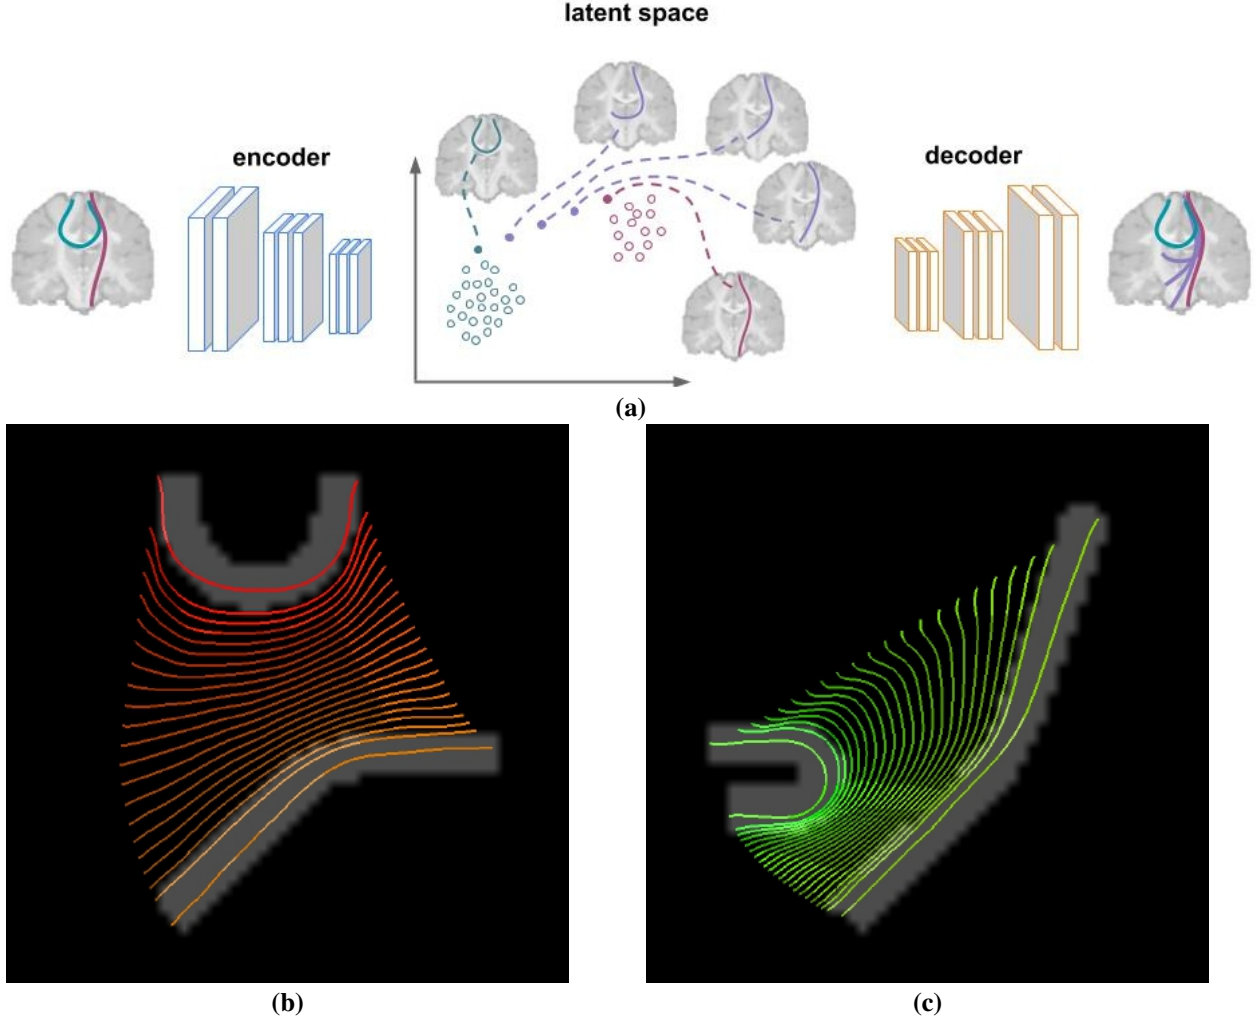 latent space
encoder
decoder
(a)
(b)
(c)